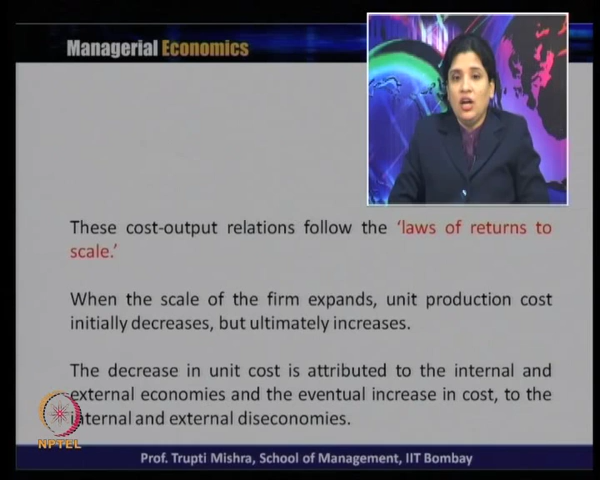 Managerial Economics
These cost-output relations follow the ‘laws of returns to
scale.’
When the scale of the firm expands, unit production cost
initially decreases, but ultimately increases.
The decrease in unit cost is attributed to the internal and
external economies and the eventual increase in cost, to the
internal and external diseconomies.
NPTEL
Prof. Trupti Mishra, School of Management, IIT Bombay